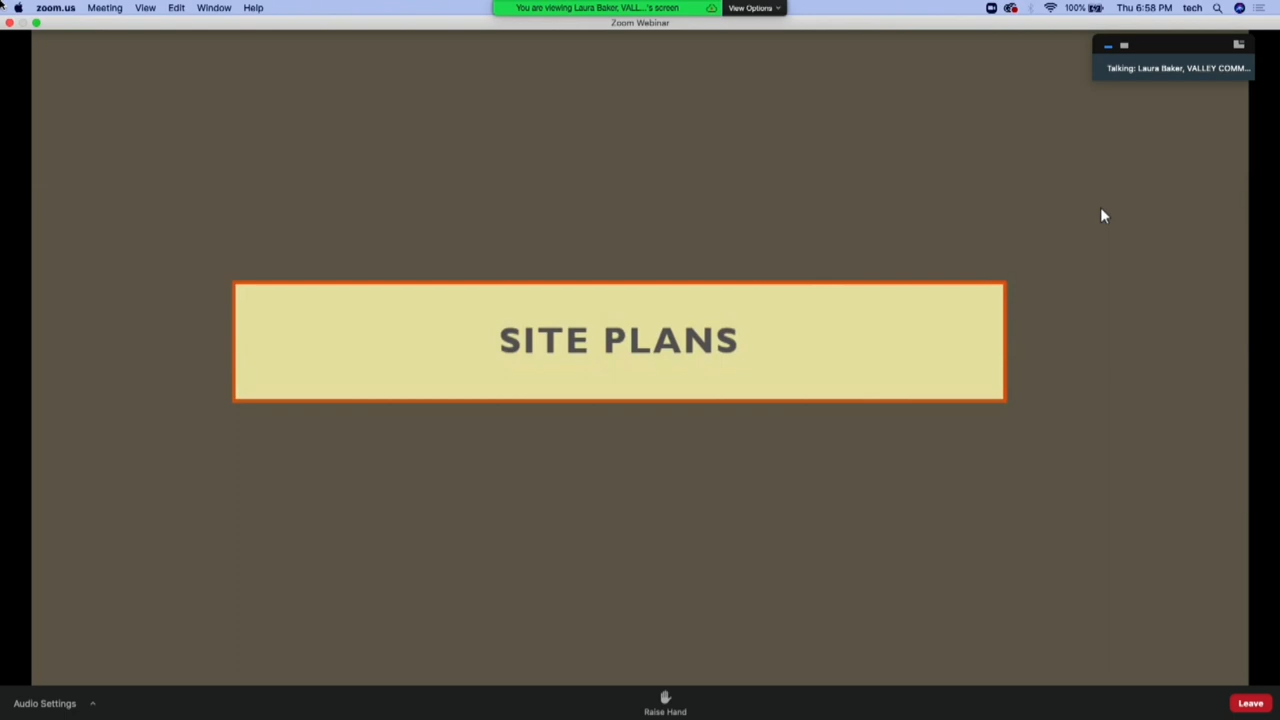 zoom.us Meeting View Edit Window Help
You are viewing Laura Baker, VALL...'s screen View Options
100% Thu 6:58 PM tech
Zoom Webinar
Talking: Laura Baker, VALLEY COMM...
SITE PLANS
Audio Settings
Raise Hand
Leave